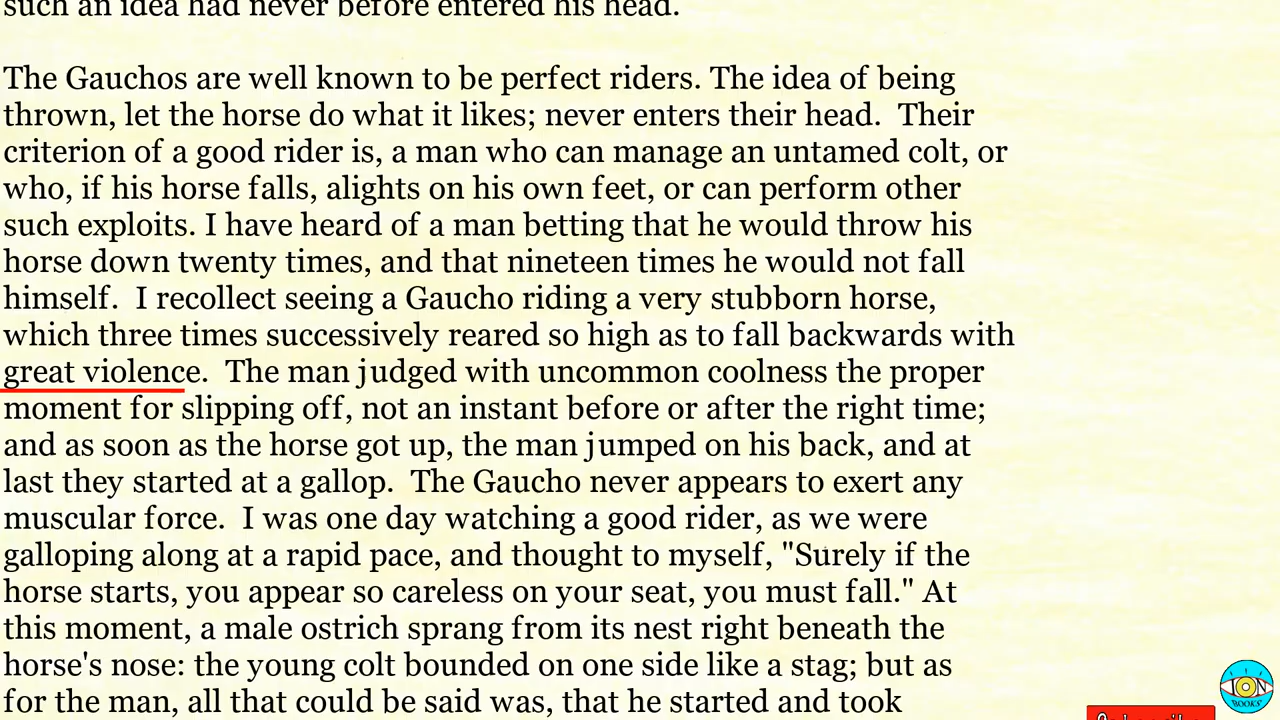 such an idea had never before entered his head.
The Gauchos are well known to be perfect riders. The idea of being
thrown, let the horse do what it likes; never enters their head.  Their
criterion of a good rider is, a man who can manage an untamed colt, or
who, if his horse falls, alights on his own feet, or can perform other
such exploits. I have heard of a man betting that he would throw his
horse down twenty times, and that nineteen times he would not fall
himself.  I recollect seeing a Gaucho riding a very stubborn horse,
which three times successively reared so high as to fall backwards with
great violence.  The man judged with uncommon coolness the proper
moment for slipping off, not an instant before or after the right time;
and as soon as the horse got up, the man jumped on his back, and at
last they started at a gallop.  The Gaucho never appears to exert any
muscular force.  I was one day watching a good rider, as we were
galloping along at a rapid pace, and thought to myself, "Surely if the
horse starts, you appear so careless on your seat, you must fall." At
this moment, a male ostrich sprang from its nest right beneath the
horse's nose: the young colt bounded on one side like a stag; but as
for the man, all that could be said was, that he started and took
ION
BOOKS